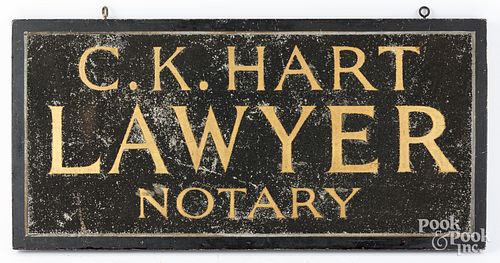 C.K. HART
LAWYER
NOTARY
Pook
& Pook
Inc.